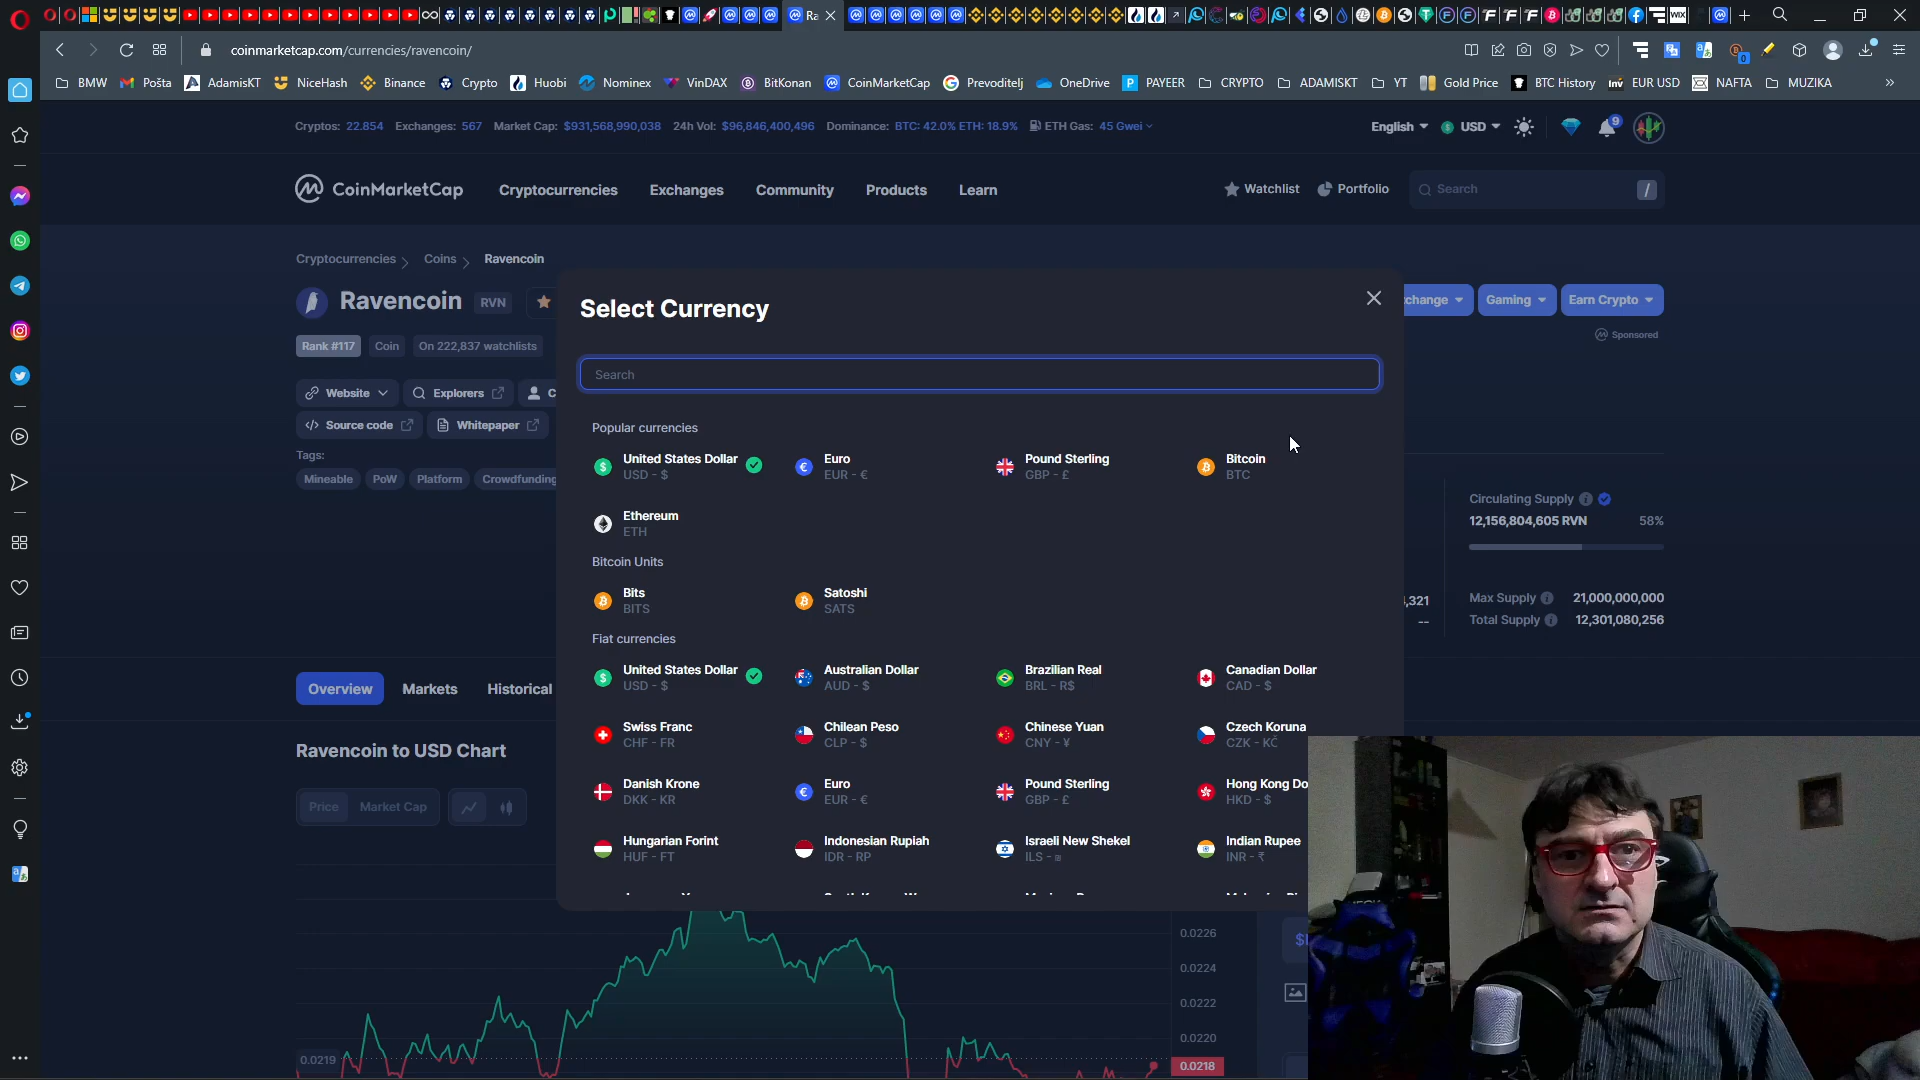 Ra
coinmarketcap.com/currencies/ravencoin/
BMW Pošta AdamisKT NiceHash Binance Crypto Huobi Nominex VinDAX BitKonan CoinMarketCap Prevoditelj OneDrive PAYEER CRYPTO ADAMISKT YT Gold Price BTC History EUR USD NAFTA MUZIKA
Cryptos: 22.854 Exchanges: 567 Market Cap: $931,568,990,038 24h Vol: $96,846,400,496 Dominance: BTC: 42.0% ETH: 18.9% ETH Gas: 45 Gwei
English USD 9
CoinMarketCap Cryptocurrencies Exchanges Community Products Learn Watchlist Portfolio Search /
Cryptocurrencies Coins Ravencoin
Ravencoin RVN
Rank #117 Coin On 222,837 watchlists
Website Explorers C
Source code Whitepaper
Tags:
Mineable PoW Platform Crowdfunding
Select Currency
Search
Popular currencies
United States Dollar Euro Pound Sterling Bitcoin
USD - $ EUR - € GBP - £ BTC
Ethereum
ETH
Bitcoin Units
Bits Satoshi
BITS SATS
Fiat currencies
United States Dollar Australian Dollar Brazilian Real Canadian Dollar
USD - $ AUD - $ BRL - R$ CAD - $
Swiss Franc Chilean Peso Chinese Yuan Czech Koruna
CHF - FR CLP - $ CNY - ¥ CZK - KČ
Danish Krone Euro Pound Sterling Hong Kong Do
DKK - KR EUR - € GBP - £ HKD - $
Hungarian Forint Indonesian Rupiah Israeli New Shekel Indian Rupee
HUF - FT IDR - RP ILS - ₪ INR - ₹
change Gaming Earn Crypto
Sponsored
Circulating Supply
12,156,804,605 RVN 58%
,321
--
Max Supply 21,000,000,000
Total Supply 12,301,080,256
Overview Markets Historical
Ravencoin to USD Chart
Price Market Cap
0.0226
0.0224
0.0222
0.0220
0.0219
0.0218